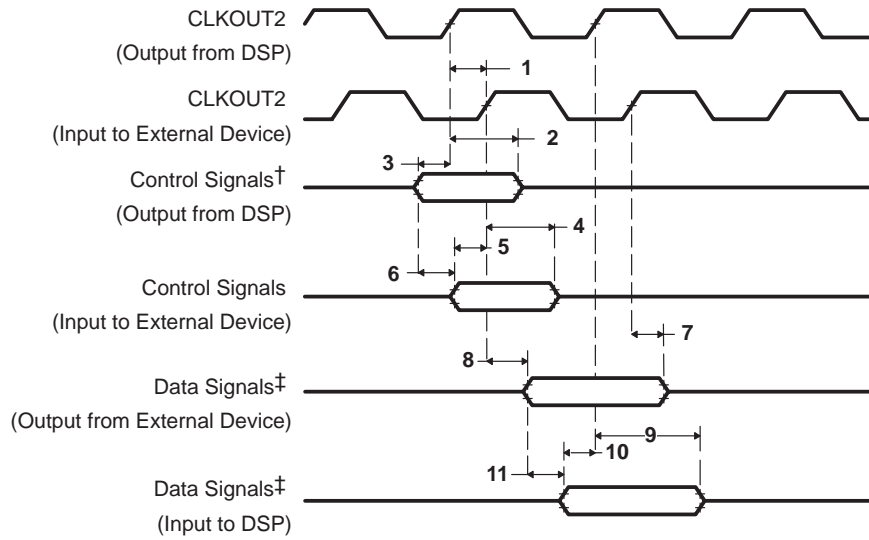 CLKOUT2
(Output from DSP)
1
CLKOUT2
(Input to External Device)
2
3
Control Signals†
(Output from DSP)
4
5
6
Control Signals
(Input to External Device)
7
8
Data Signals‡
(Output from External Device)
9
10
11
Data Signals‡
(Input to DSP)